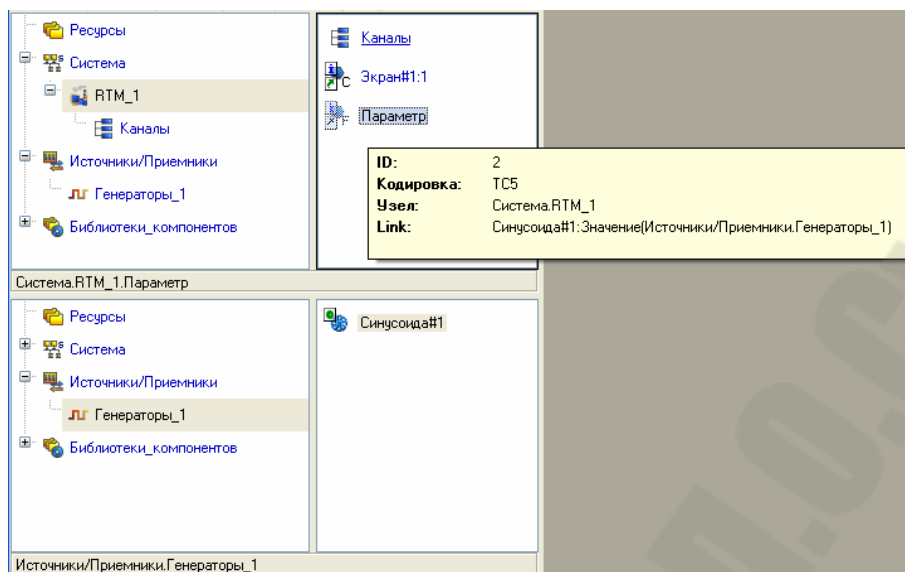 Ресурсы
Система
RTM_1
Каналы
Источники/Приемники
Генераторы_1
Библиотеки_компонентов
Каналы
Экран#1:1
Параметр
ID: 2
Кодировка: TC5
Узел: Система.RTM_1
Link: Синусоида#1:Значение(Источники/Приемники.Генераторы_1)
Система.RTM_1.Параметр
Ресурсы
Система
Источники/Приемники
Генераторы_1
Библиотеки_компонентов
Синусоида#1
Источники/Приемники.Генераторы_1